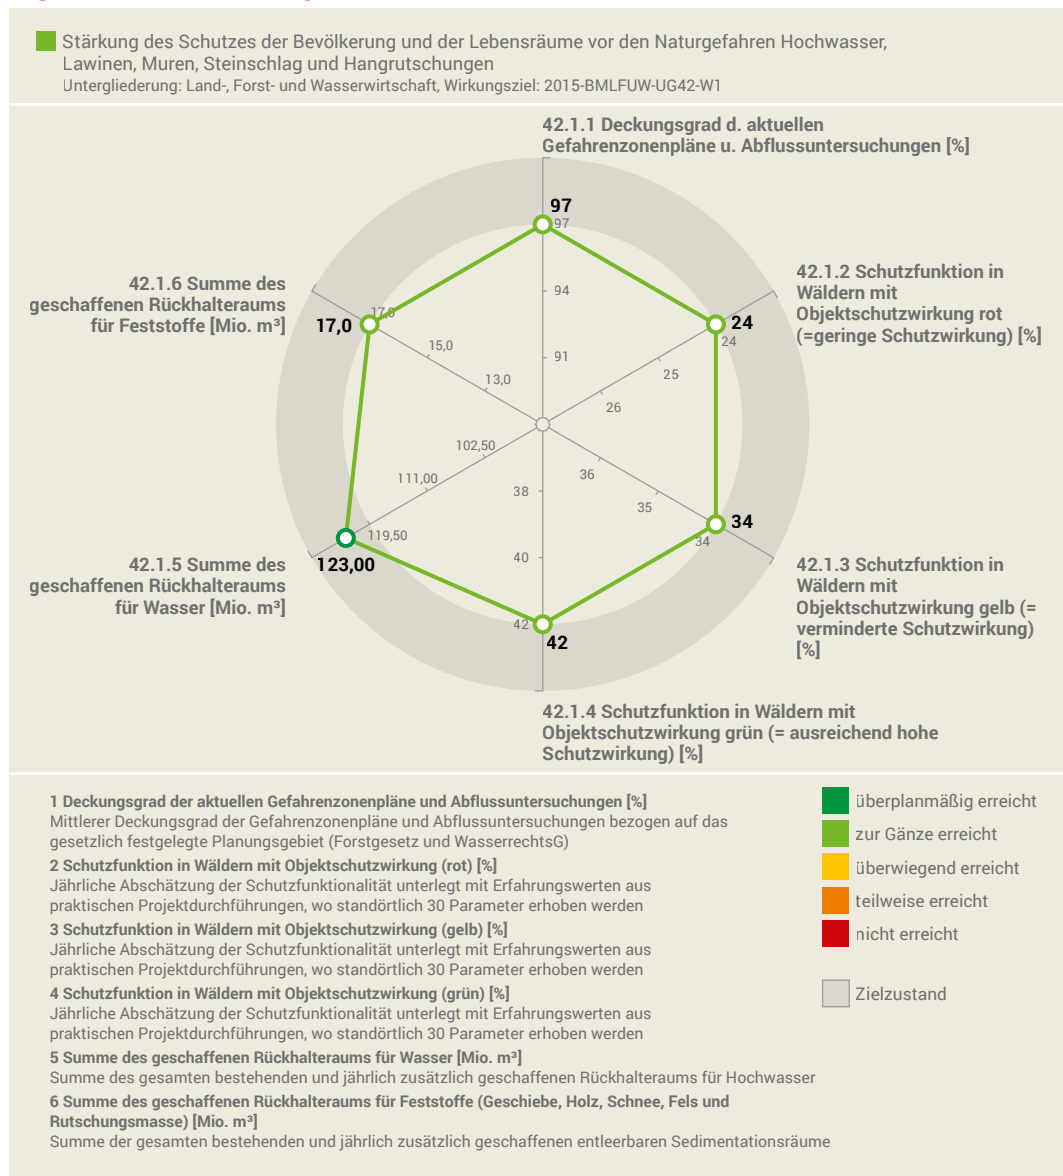 Stärkung des Schutzes der Bevölkerung und der Lebensräume vor den Naturgefahren Hochwasser,
Lawinen, Muren, Steinschlag und Hangrutschungen
Untergliederung: Land-, Forst- und Wasserwirtschaft, Wirkungsziel: 2015-BMLFUW-UG42-W1
42.1.1 Deckungsgrad d. aktuellen
Gefahrenzonenpläne u. Abflussuntersuchungen [%]
97
97
94
91
42.1.2 Schutzfunktion in
Wäldern mit
Objektschutzwirkung rot
(=geringe Schutzwirkung) [%]
24
24
25
26
42.1.6 Summe des
geschaffenen Rückhalteraums
für Feststoffe [Mio. m³]
17,0
17,0
15,0
13,0
102,50
111,00
119,50
123,00
42.1.5 Summe des
geschaffenen Rückhalteraums
für Wasser [Mio. m³]
36
35
34
34
42.1.3 Schutzfunktion in
Wäldern mit
Objektschutzwirkung gelb (=
verminderte Schutzwirkung)
[%]
38
40
42
42
42.1.4 Schutzfunktion in Wäldern mit
Objektschutzwirkung grün (= ausreichend hohe
Schutzwirkung) [%]
1 Deckungsgrad der aktuellen Gefahrenzonenpläne und Abflussuntersuchungen [%]
Mittlerer Deckungsgrad der Gefahrenzonenpläne und Abflussuntersuchungen bezogen auf das
gesetzlich festgelegte Planungsgebiet (Forstgesetz und WasserrechtsG)
2 Schutzfunktion in Wäldern mit Objektschutzwirkung (rot) [%]
Jährliche Abschätzung der Schutzfunktionalität unterlegt mit Erfahrungswerten aus
praktischen Projektdurchführungen, wo standörtlich 30 Parameter erhoben werden
3 Schutzfunktion in Wäldern mit Objektschutzwirkung (gelb) [%]
Jährliche Abschätzung der Schutzfunktionalität unterlegt mit Erfahrungswerten aus
praktischen Projektdurchführungen, wo standörtlich 30 Parameter erhoben werden
4 Schutzfunktion in Wäldern mit Objektschutzwirkung (grün) [%]
Jährliche Abschätzung der Schutzfunktionalität unterlegt mit Erfahrungswerten aus
praktischen Projektdurchführungen, wo standörtlich 30 Parameter erhoben werden
5 Summe des geschaffenen Rückhalteraums für Wasser [Mio. m³]
Summe des gesamten bestehenden und jährlich zusätzlich geschaffenen Rückhalteraums für Hochwasser
6 Summe des geschaffenen Rückhalteraums für Feststoffe (Geschiebe, Holz, Schnee, Fels und
Rutschungsmasse) [Mio. m³]
Summe der gesamten bestehenden und jährlich zusätzlich geschaffenen entleerbaren Sedimentationsräume
überplanmäßig erreicht
zur Gänze erreicht
überwiegend erreicht
teilweise erreicht
nicht erreicht
Zielzustand